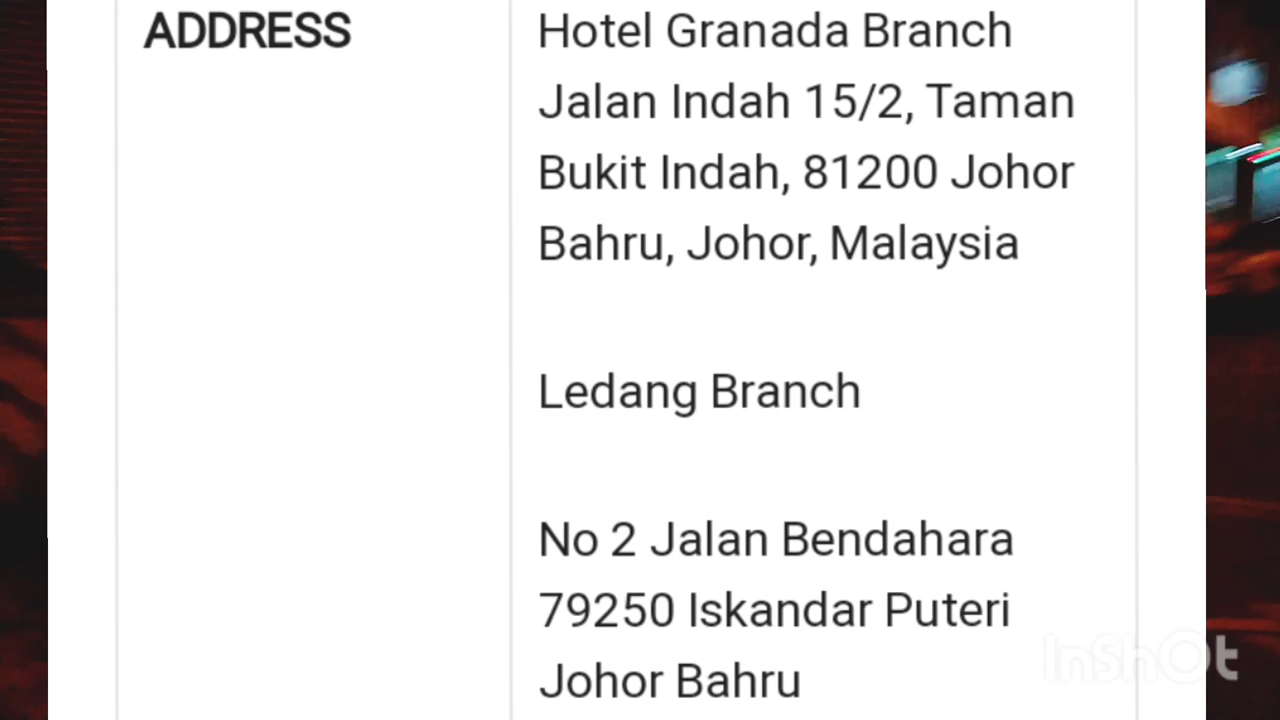 ADDRESS
Hotel Granada Branch
Jalan Indah 15/2, Taman
Bukit Indah, 81200 Johor
Bahru, Johor, Malaysia
Ledang Branch
No 2 Jalan Bendahara
79250 Iskandar Puteri
Johor Bahru
InShOt